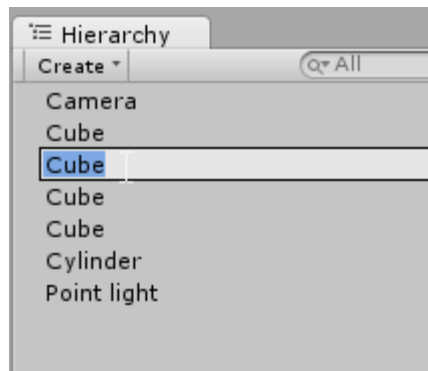 Hierarchy
Create All
Camera
Cube
Cube
Cube
Cube
Cylinder
Point light